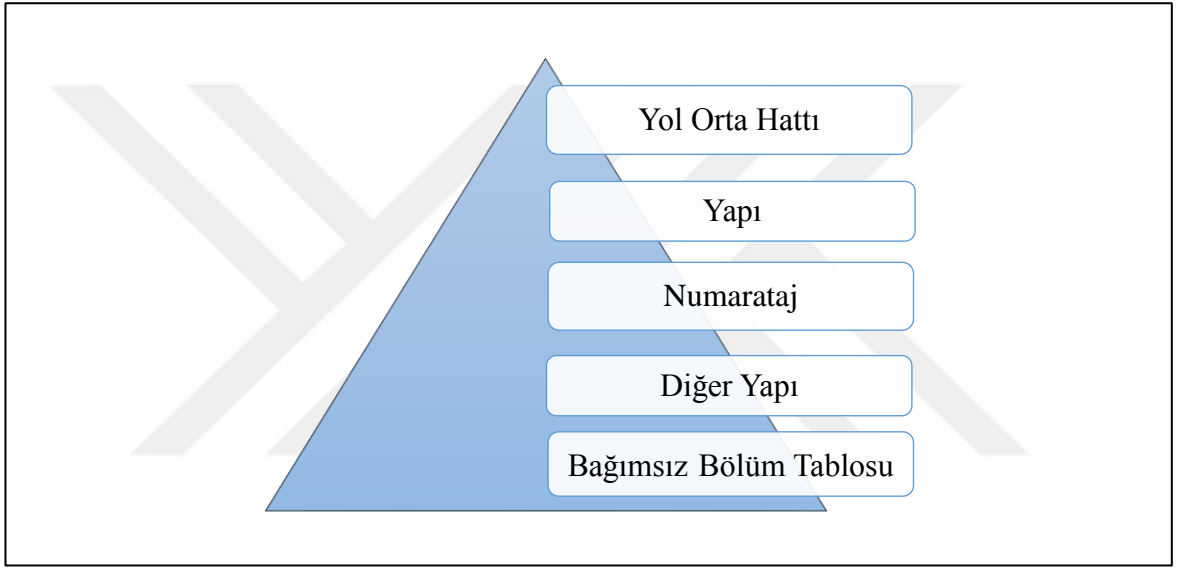 Yol Orta Hattı
Yapı
Numarataj
Diğer Yapı
Bağımsız Bölüm Tablosu